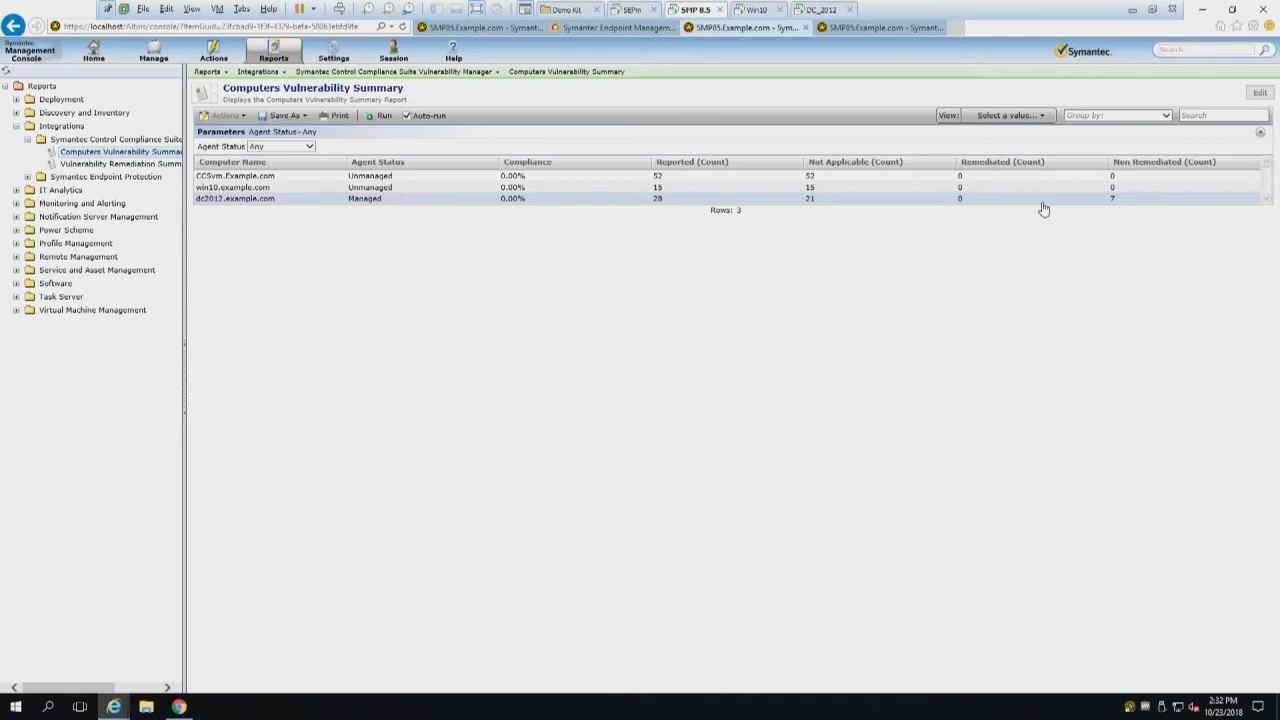 File Edit View VM Tabs Help Demo Kit SEPm SMP 8.5 Win10 DC_2012
SMP85.Example.com - Symant... Symantec Endpoint Managem... SMP85.Example.com - Sym... SMP85.Example.com - Symant...
Symantec
Management
Console
Home Manage Actions Reports Settings Session Help
Symantec.
Search
Reports Integrations Symantec Control Compliance Suite Vulnerability Manager Computers Vulnerability Summary
Reports
Deployment
Discovery and Inventory
Integrations
Symantec Control Compliance Suite
Computers Vulnerability Summa
Vulnerability Remediation Summ
Symantec Endpoint Protection
IT Analytics
Monitoring and Alerting
Notification Server Management
Power Scheme
Profile Management
Remote Management
Service and Asset Management
Software
Task Server
Virtual Machine Management
Computers Vulnerability Summary
Displays the Computers Vulnerability Summary Report
Edit
Actions Save As Print Run Auto-run View: Select a value... Group by: Search
Parameters Agent Status=Any
Agent Status Any
Computer Name Agent Status Compliance Reported (Count) Not Applicable (Count) Remediated (Count) Non Remediated (Count)
CCSvm.Example.com Unmanaged 0.00% 52 52 0 0
win10.example.com Unmanaged 0.00% 15 15 0 0
dc2012.example.com Managed 0.00% 28 21 0 7
Rows: 3
2:32 PM
10/23/2018